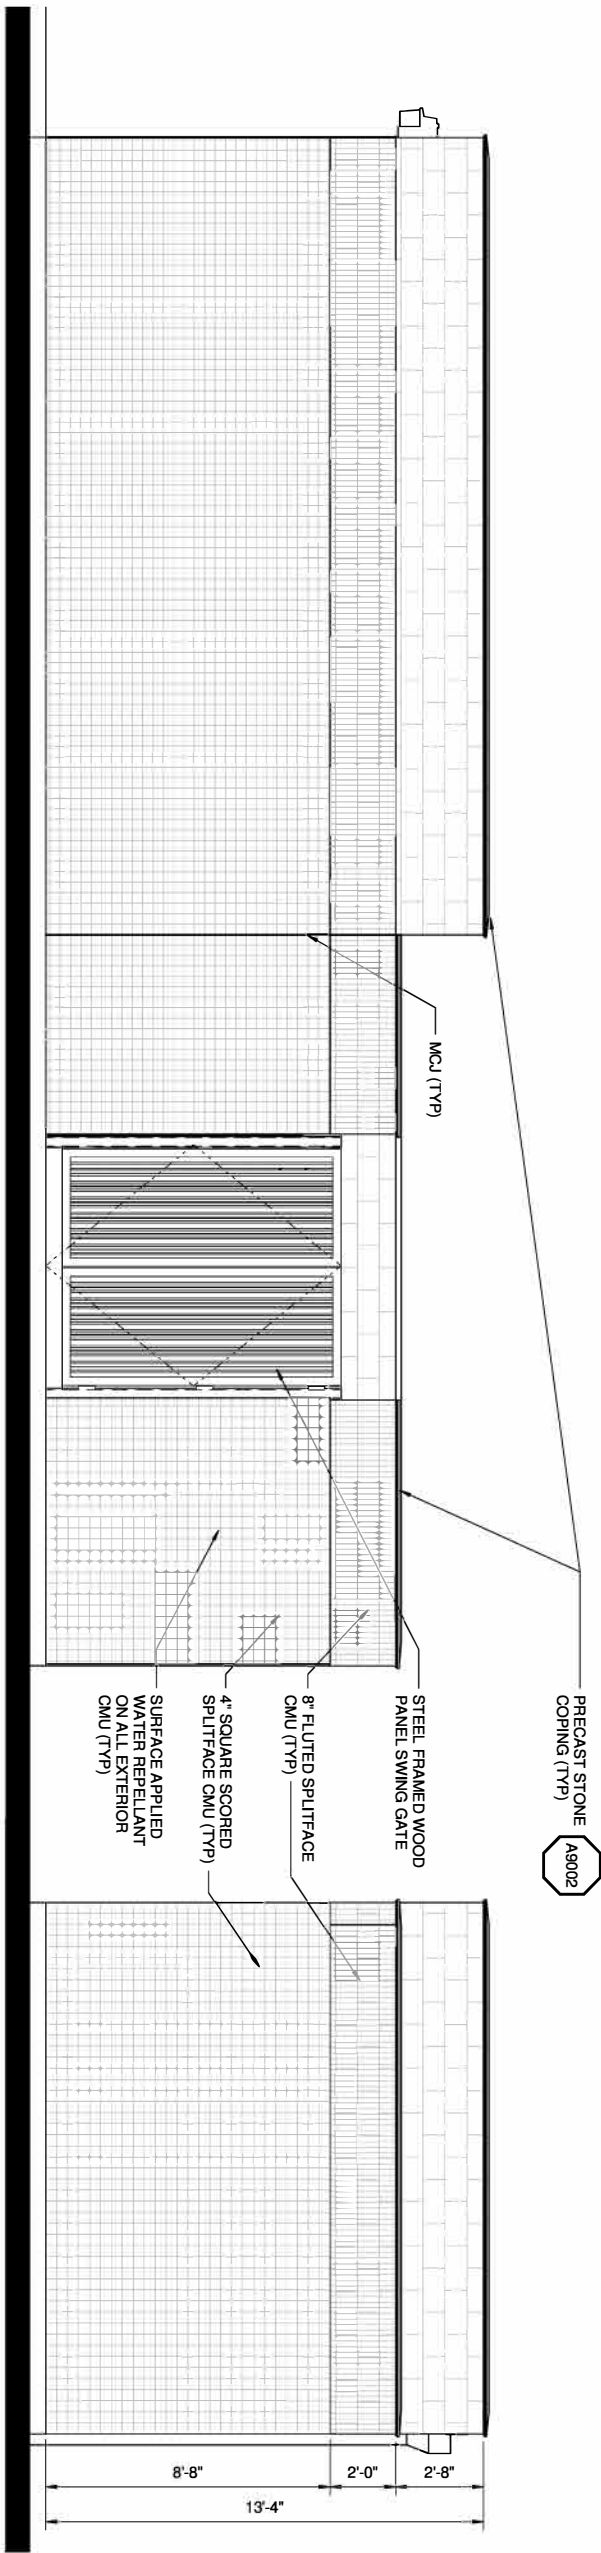 PRECAST STONE
COPING (TYP)
A9002
MCJ (TYP)
STEEL FRAMED WOOD
PANEL SWING GATE
8" FLUTED SPLITFACE
CMU (TYP)
4" SQUARE SCORED
SPLITFACE CMU (TYP)
SURFACE APPLIED
WATER REPELLANT
ON ALL EXTERIOR
CMU (TYP)
2'-8"
2'-0"
8'-8"
13'-4"